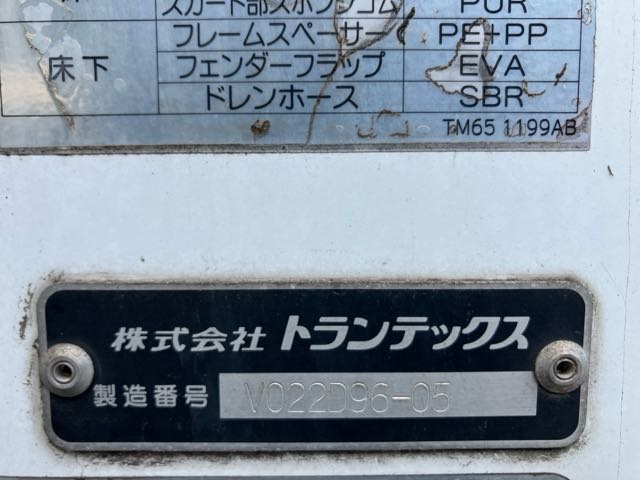 スカート部スポンジゴム PUR
フレームスペーサー PE+PP
床下 フェンダーフラップ EVA
ドレンホース SBR
TM65 1199AB
株式会社 トランテックス
製造番号 V022D96-05